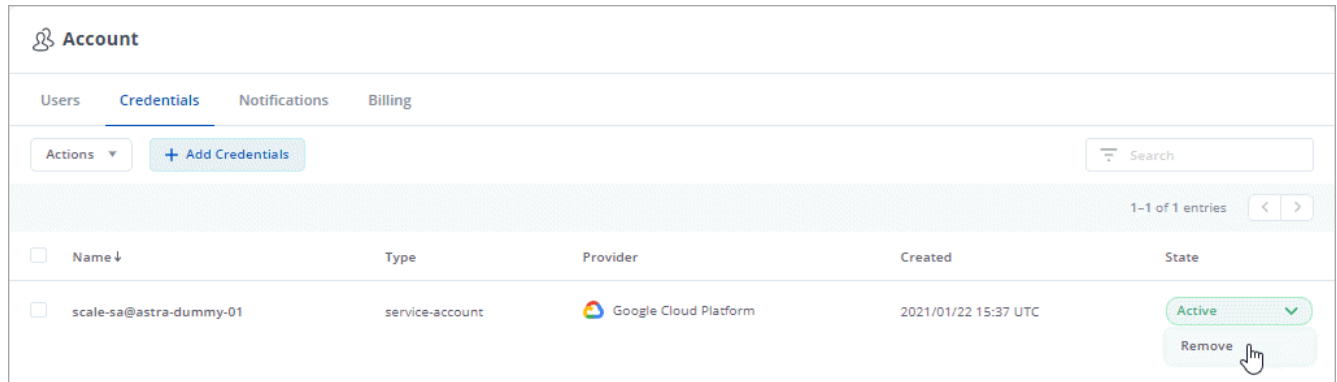 Account
Users Credentials Notifications Billing
Actions + Add Credentials Search
1–1 of 1 entries < >
Name↓ Type Provider Created State
scale-sa@astra-dummy-01 service-account Google Cloud Platform 2021/01/22 15:37 UTC Active
Remove